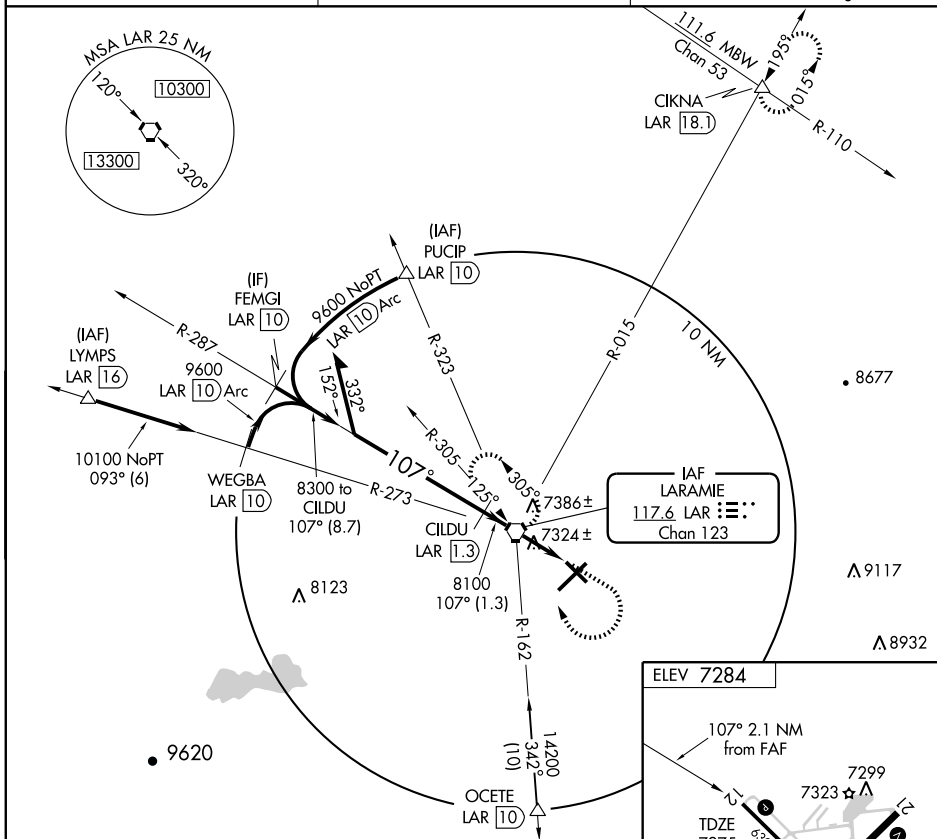 MSA LAR 25 NM
120°
10300
13300
320°
111.6 MBW
Chan 53
195°
015°
CIKNA
LAR 18.1
R-110
(IAF)
PUCIP
LAR 10
(IF)
FEMGI
LAR 10
9600 NoPT
LAR 10 Arc
R-287
(IAF)
LYMPS
LAR 16
9600
LAR 10 Arc
R-323
R-015
10 NM
8677
332°
152°
10100 NoPT
093° (6)
107°
R-305
125°
305°
WEGBA
LAR 10
8300 to
CILDU
107° (8.7)
R-273
CILDU
LAR 1.3
7386±
7324±
IAF
LARAMIE
117.6 LAR
Chan 123
8123
8100
107° (1.3)
9117
R-162
8932
ELEV 7284
9620
14200
342°
(10)
107° 2.1 NM
from FAF
7299
7323
12
21
P
V
OCETE
LAR 10
TDZE